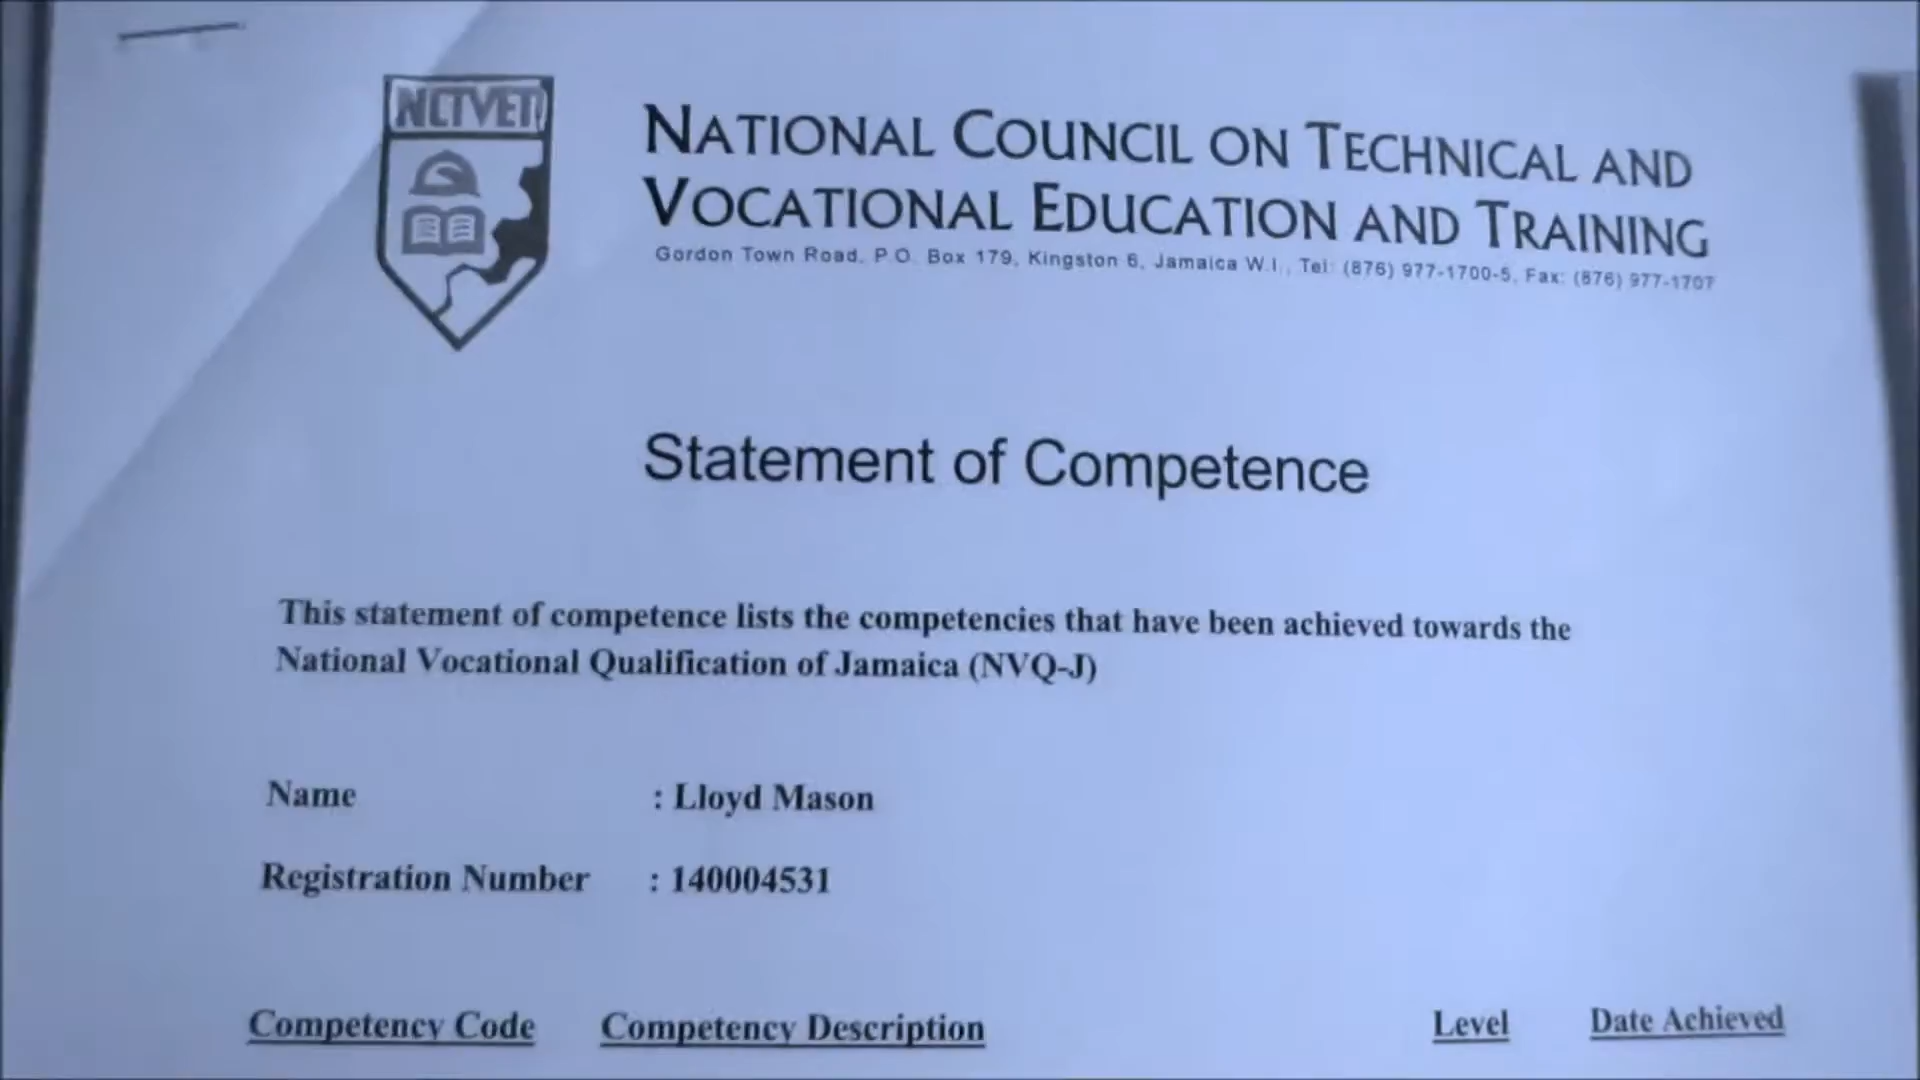 NCTVET
NATIONAL COUNCIL ON TECHNICAL AND
VOCATIONAL EDUCATION AND TRAINING
Gordon Town Road, P.O. Box 179, Kingston 6, Jamaica W.I., Tel: (876) 977-1700-5, Fax: (876) 977-1707
Statement of Competence
This statement of competence lists the competencies that have been achieved towards the
National Vocational Qualification of Jamaica (NVQ-J)
Name : Lloyd Mason
Registration Number : 140004531
Competency Code Competency Description Level Date Achieved